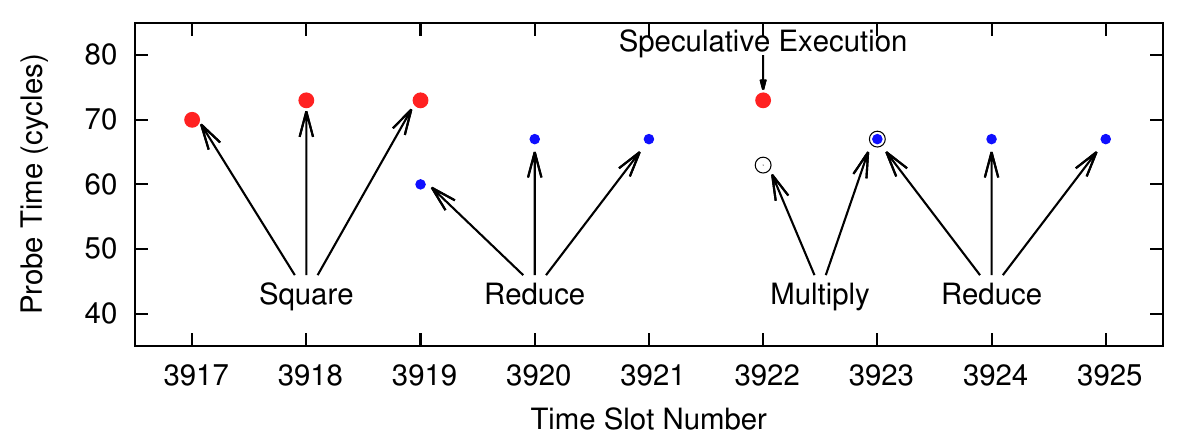 Speculative Execution
80
70
60
50
40
Probe Time (cycles)
Square
Reduce
Multiply
Reduce
3917 3918 3919 3920 3921 3922 3923 3924 3925
Time Slot Number